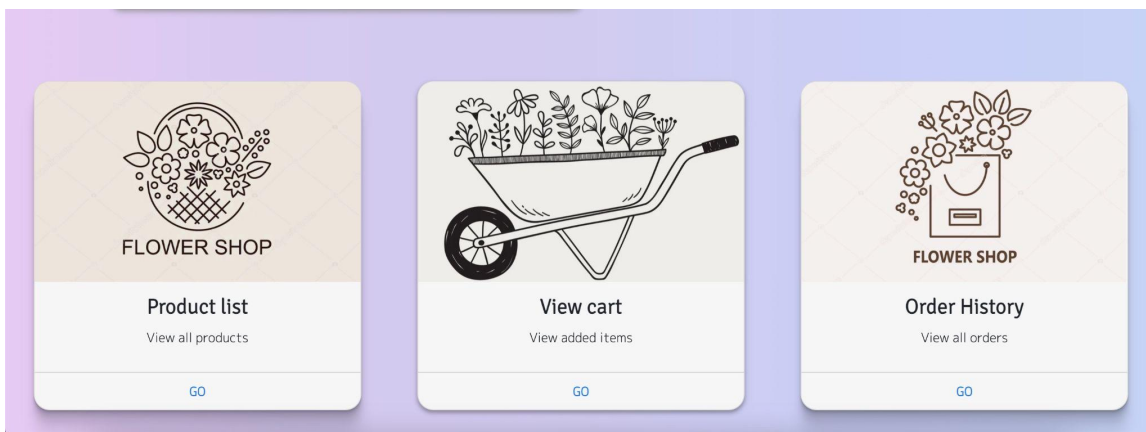 FLOWER SHOP
Product list
View all products
GO
View cart
View added items
GO
FLOWER SHOP
Order History
View all orders
GO